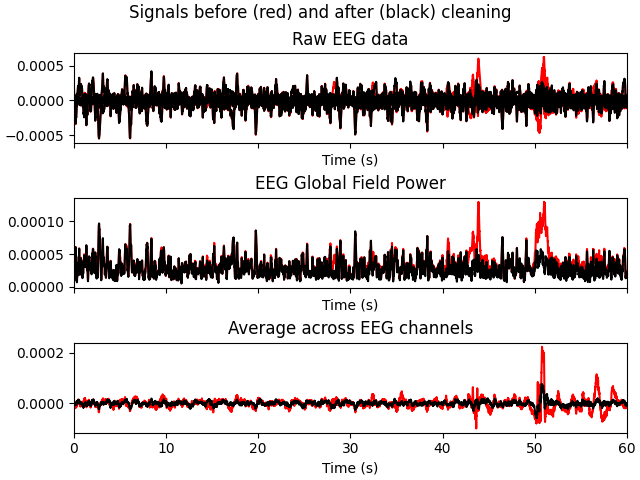 Signals before (red) and after (black) cleaning
Raw EEG data
0.0005
0.0000
−0.0005
Time (s)
EEG Global Field Power
0.00010
0.00005
0.00000
Time (s)
Average across EEG channels
0.0002
0.0000
0 10 20 30 40 50 60
Time (s)